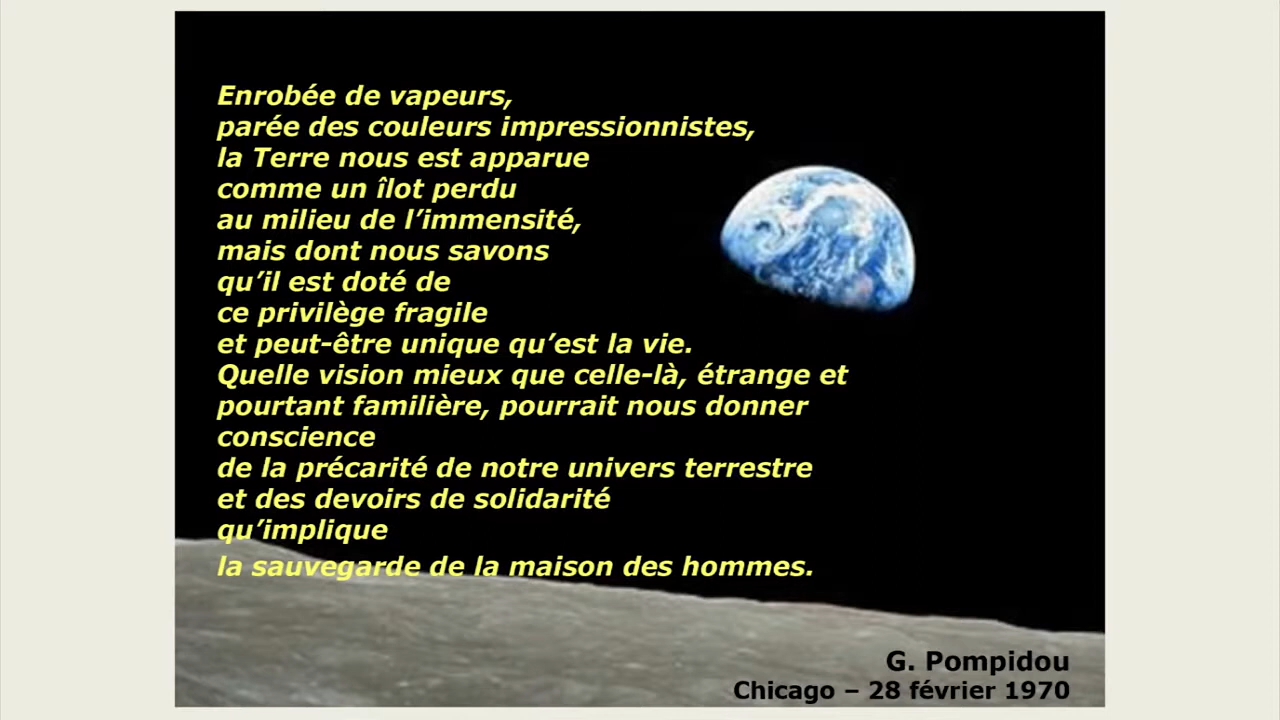 Enrobée de vapeurs,
parée des couleurs impressionnistes,
la Terre nous est apparue
comme un îlot perdu
au milieu de l’immensité,
mais dont nous savons
qu’il est doté de
ce privilège fragile
et peut-être unique qu’est la vie.
Quelle vision mieux que celle-là, étrange et
pourtant familière, pourrait nous donner
conscience
de la précarité de notre univers terrestre
et des devoirs de solidarité
qu’implique
la sauvegarde de la maison des hommes.
G. Pompidou
Chicago – 28 février 1970